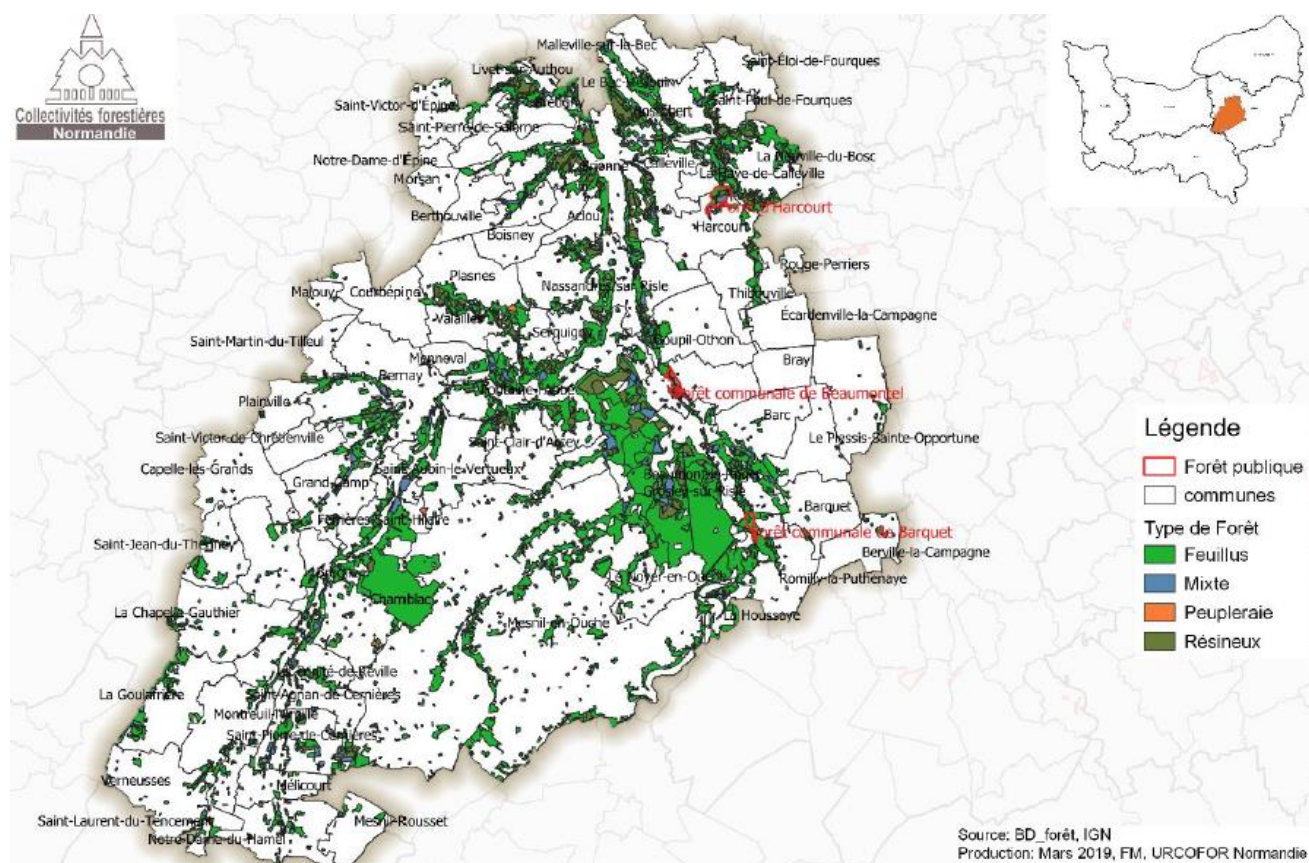 Collectivités forestières
Normandie
Malleville-sur-le-Bec
Saint-Éloi-de-Fourques
Livet-sur-Authou
Le Bec-Hellouin
Saint-Victor-d'Épine
Saint-Paul-de-Fourques
Saint-Pierre-de-Salerne
Notre-Dame-d'Épine
Calleville
La Neuville-du-Bosc
La Haye-de-Calleville
Morsan
Forêt d'Harcourt
Berthouville
Aclou
Harcourt
Boisney
Rouge-Perriers
Plasnes
Nassandres sur Risle
Malouy
Courbépine
Thibouville
Valailles
Écardenville-la-Campagne
Saint-Martin-du-Tilleul
Serquigny
Goupil-Othon
Menneval
Bray
Bernay
Forêt communale de Beaumontel
Plainville
Barc
Saint-Victor-de-Chrétienville
Saint-Clair-d'Arcey
Le Plessis-Sainte-Opportune
Capelle-les-Grands
Saint-Aubin-le-Vertueux
Grand-Camp
Grosley-sur-Risle
Barquet
Ferrières-Saint-Hilaire
Forêt communale de Barquet
Saint-Jean-du-Thenney
Berville-la-Campagne
Le Noyer-en-Ouche
Romilly-la-Puthenaye
Chamblac
La Chapelle-Gauthier
La Houssaye
Mesnil-en-Ouche
La Goulafrière
Saint-Agnan-de-Cernières
Montreuil-l'Argillé
Saint-Pierre-de-Cernières
Verneusses
Mélicourt
Saint-Laurent-du-Tencement
Mesnil-Rousset
Notre-Dame-du-Hamel
Légende
Forêt publique
communes
Type de Forêt
Feuillus
Mixte
Peupleraie
Résineux
Source: BD_forêt, IGN
Production: Mars 2019, FM, URCOFOR Normandie